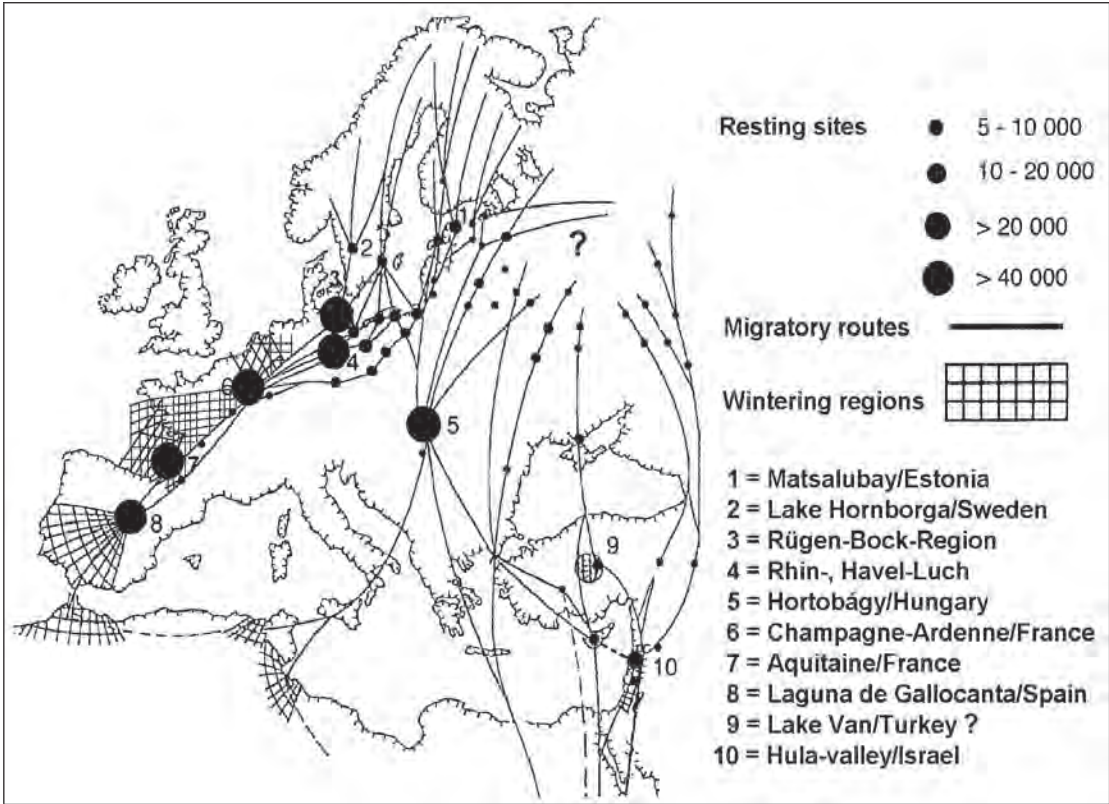 Resting sites
5 - 10 000
10 - 20 000
> 20 000
> 40 000
Migratory routes
Wintering regions
1 = Matsalubay/Estonia
2 = Lake Hornborga/Sweden
3 = Rügen-Bock-Region
4 = Rhin-, Havel-Luch
5 = Hortobágy/Hungary
6 = Champagne-Ardenne/France
7 = Aquitaine/France
8 = Laguna de Gallocanta/Spain
9 = Lake Van/Turkey ?
10 = Hula-valley/Israel
1
2
?
4
6
5
7
8
9
10